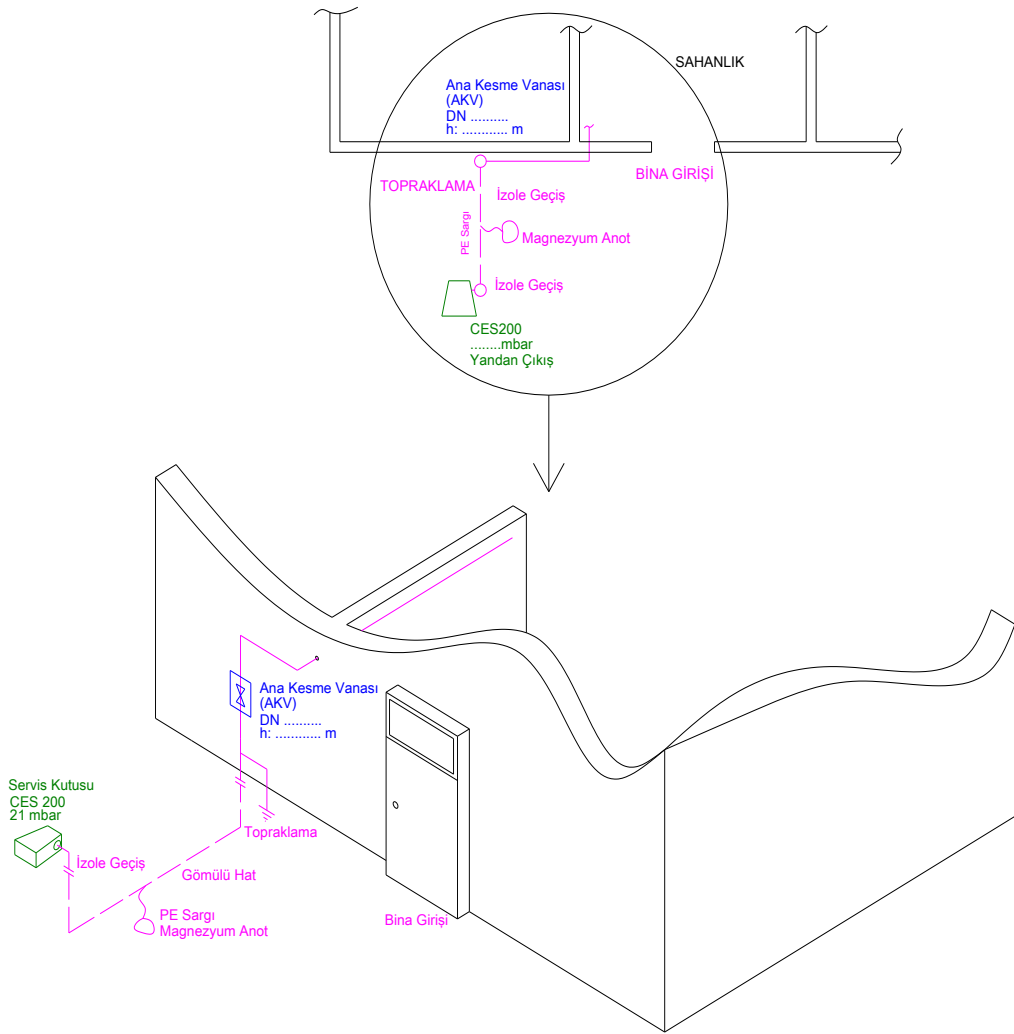 SAHANLIK
Ana Kesme Vanası
(AKV)
DN ..........
h: ............ m
BİNA GİRİŞİ
TOPRAKLAMA
İzole Geçiş
PE Sargı
Magnezyum Anot
İzole Geçiş
CES200
........mbar
Yandan Çıkış
Ana Kesme Vanası
(AKV)
DN ..........
h: ............ m
Servis Kutusu
CES 200
21 mbar
Topraklama
İzole Geçiş
Gömülü Hat
PE Sargı
Magnezyum Anot
Bina Girişi